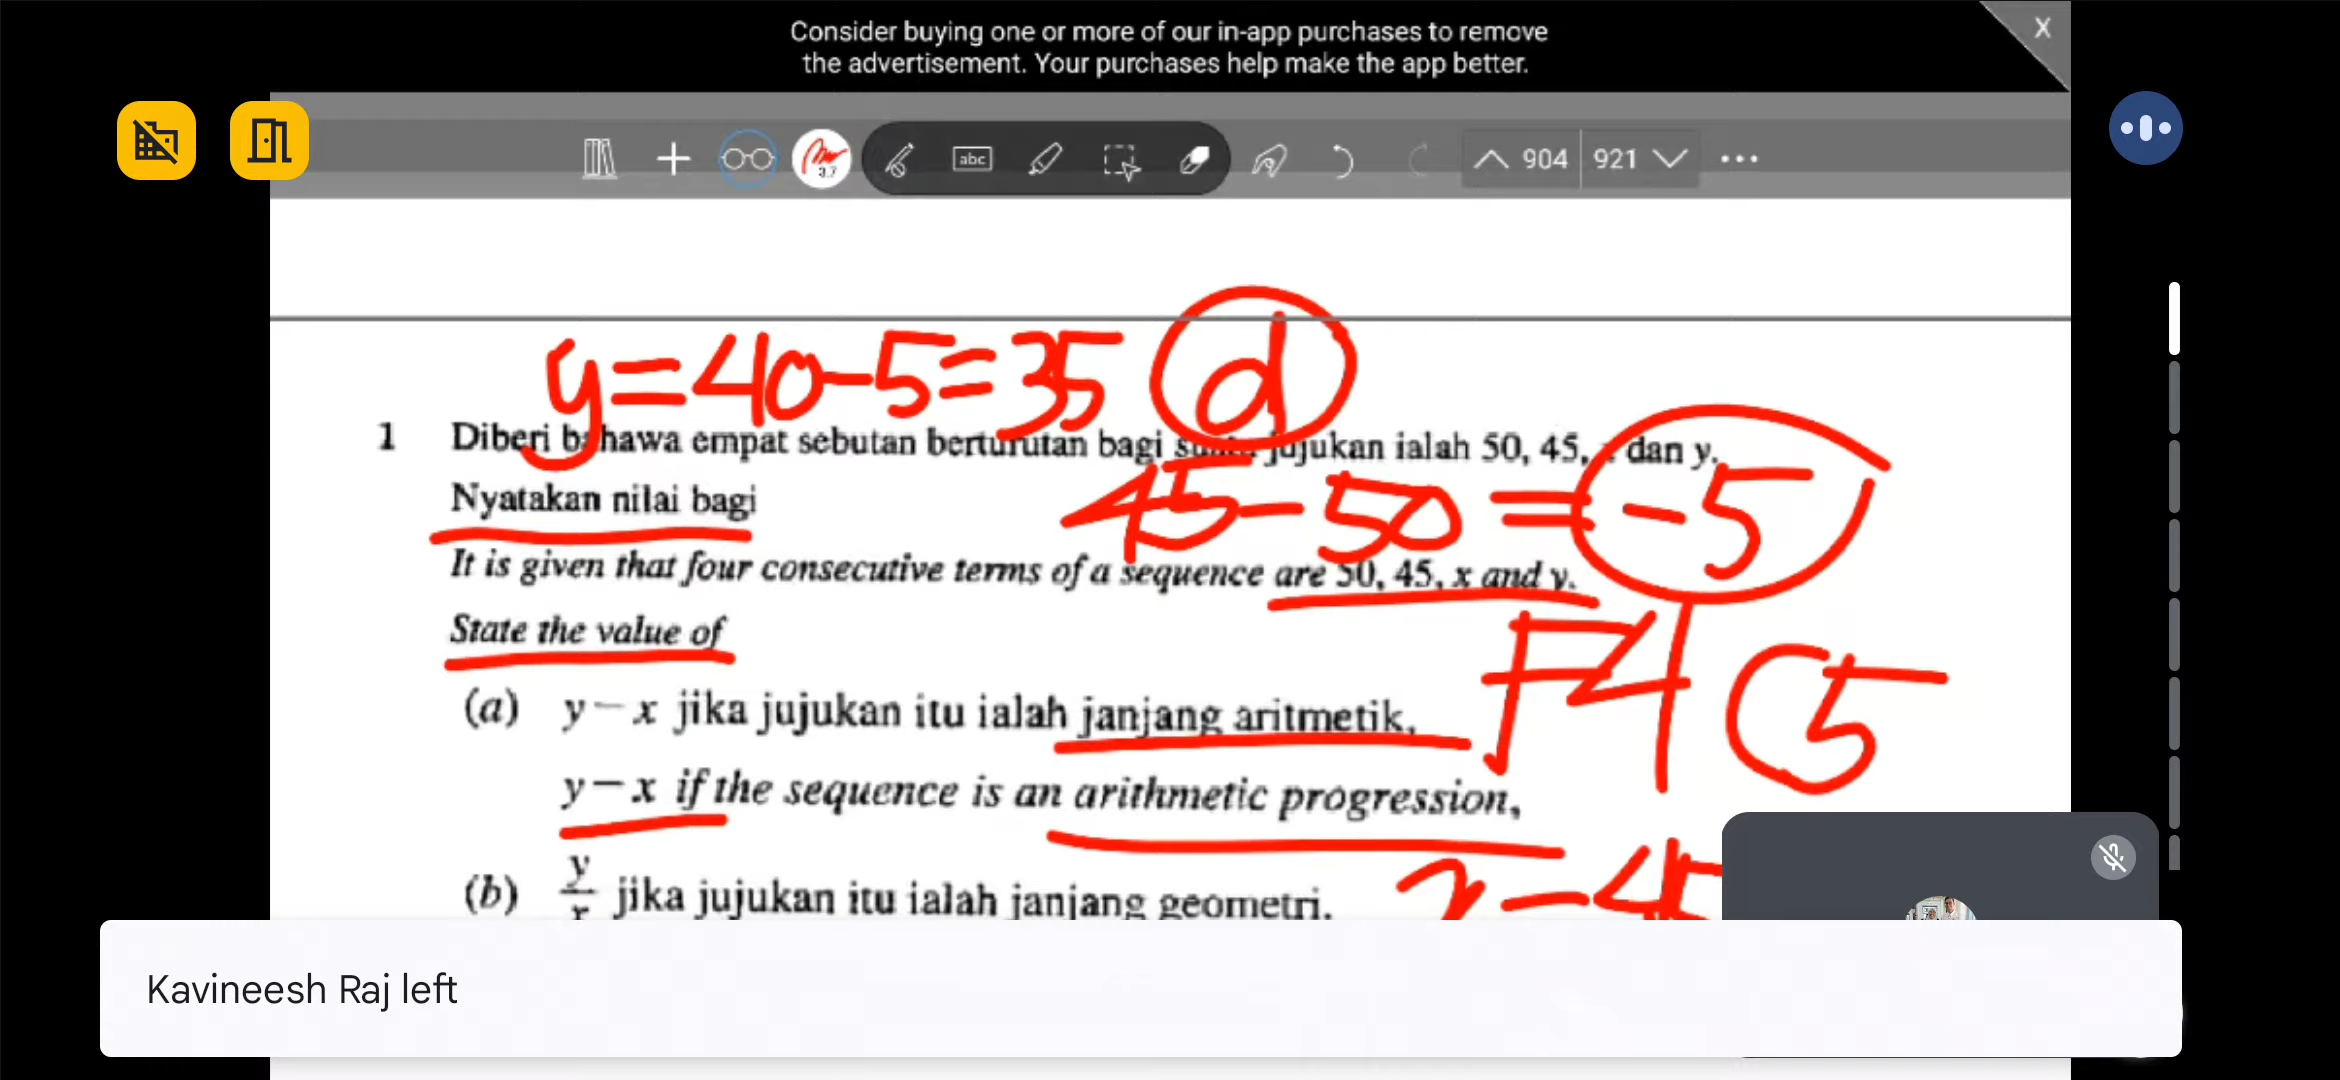 Consider buying one or more of our in-app purchases to remove
the advertisement. Your purchases help make the app better.
X
3.7
abc
904 921
y=40-5=35 d
1 Diberi bahawa empat sebutan berturutan bagi jujukan ialah 50, 45, dan y.
Nyatakan nilai bagi
45-50=-5
It is given that four consecutive terms of a sequence are 50, 45, x and y.
State the value of
F4 C5
(a) y-x jika jujukan itu ialah janjang aritmetik,
y-x if the sequence is an arithmetic progression,
(b) y/x jika jujukan itu ialah janjang geometri.
Kavineesh Raj left